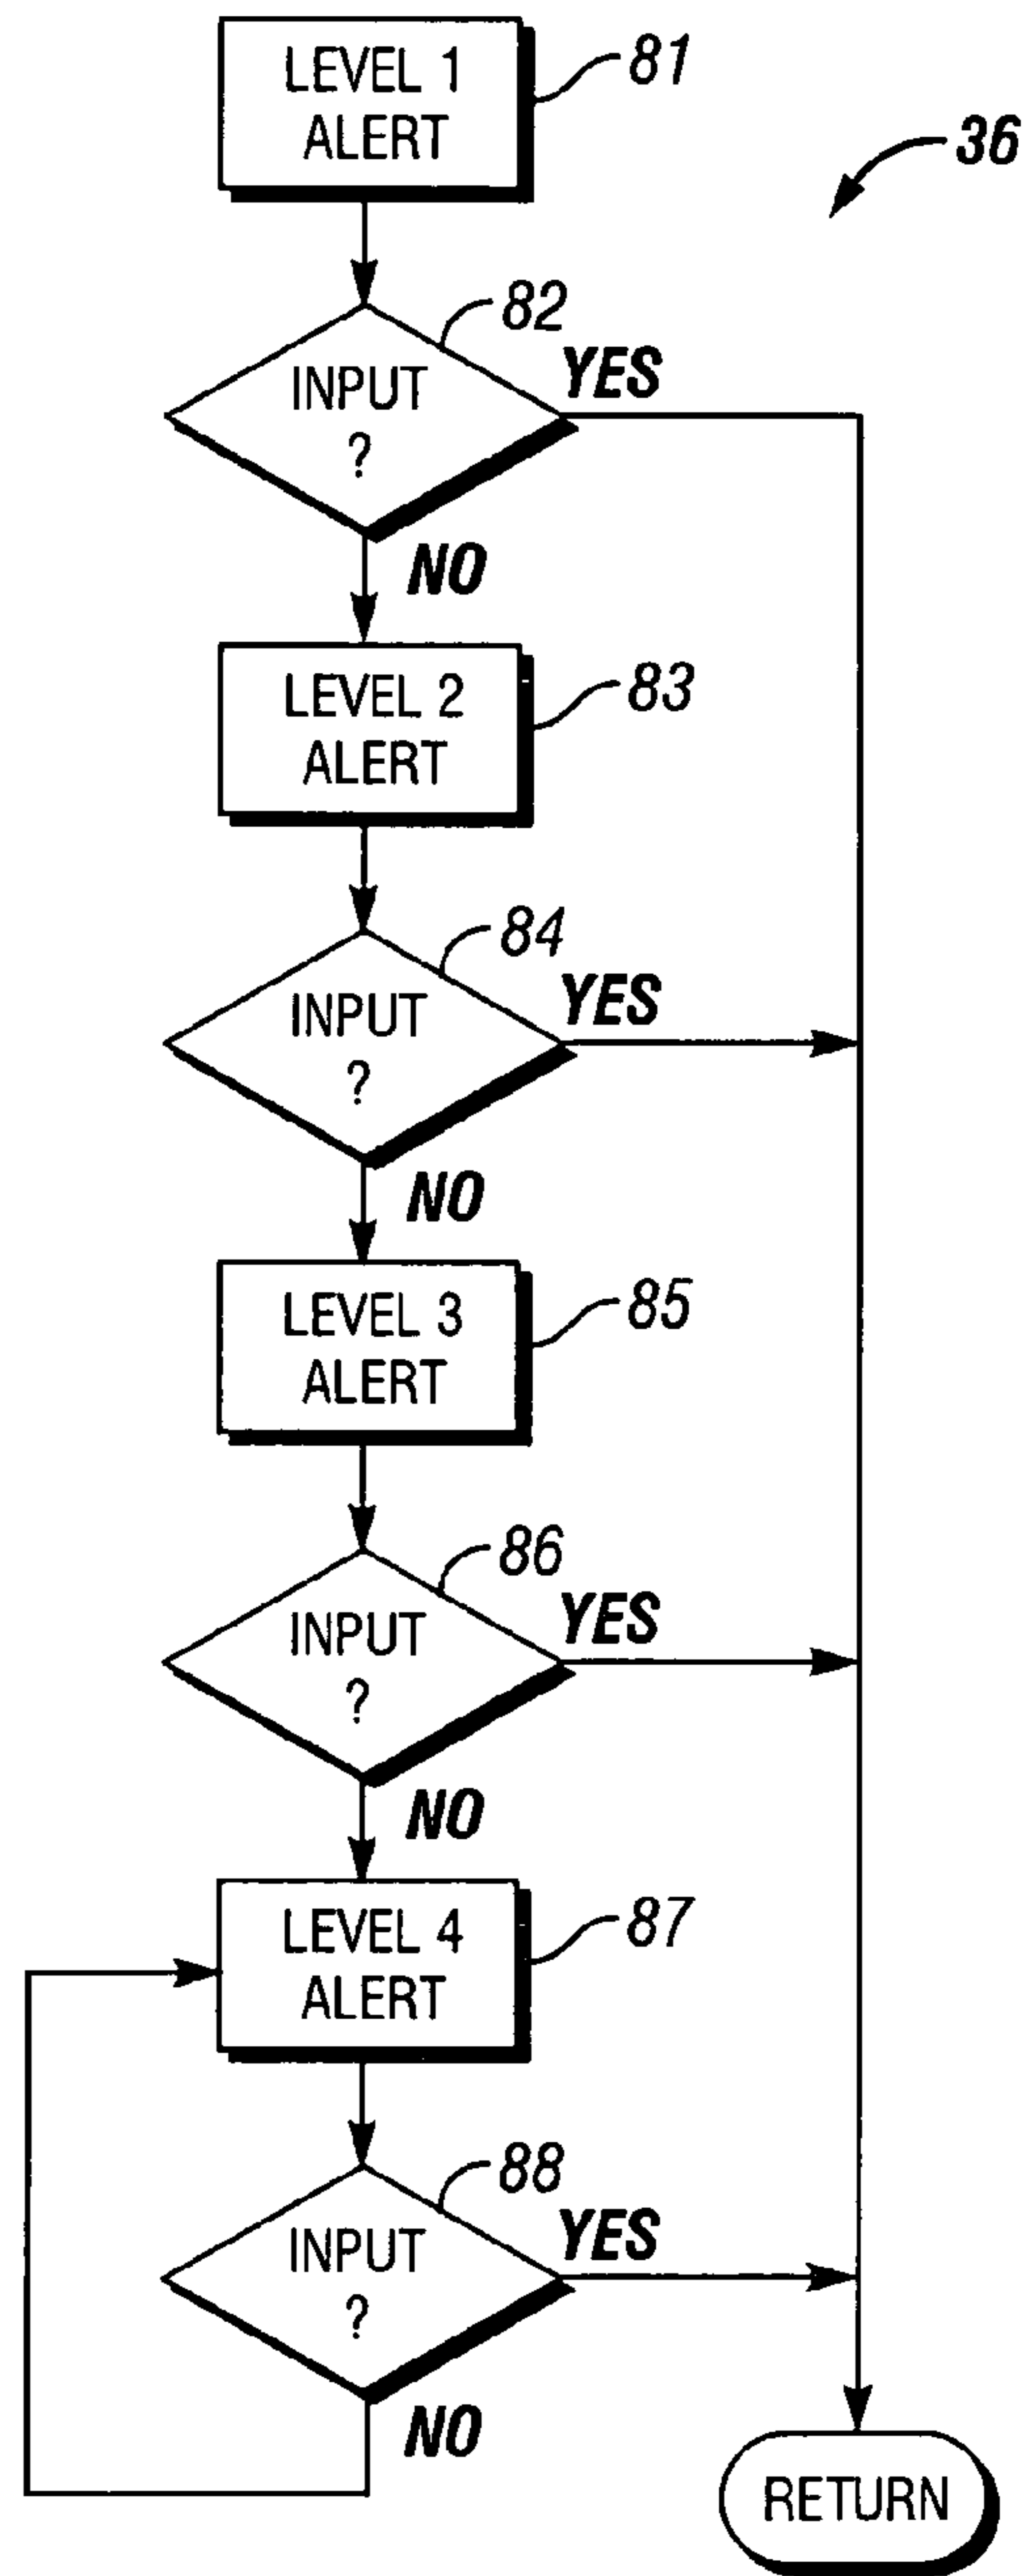 LEVEL 1
ALERT
81
36
82
INPUT
?
YES
NO
LEVEL 2
ALERT
83
84
INPUT
?
YES
NO
LEVEL 3
ALERT
85
86
INPUT
?
YES
NO
LEVEL 4
ALERT
87
88
INPUT
?
YES
NO
RETURN